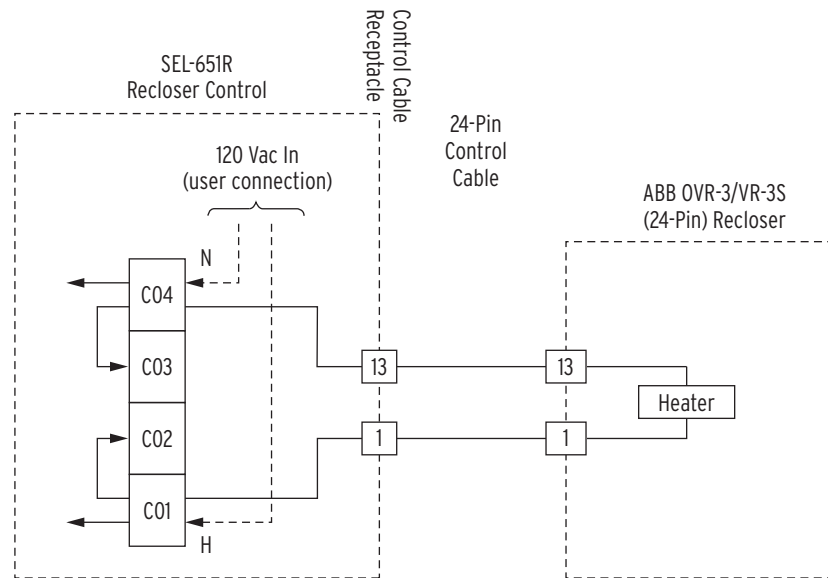 SEL-651R
Recloser Control
Control Cable
Receptacle
24-Pin
Control
Cable
ABB OVR-3/VR-3S
(24-Pin) Recloser
120 Vac In
(user connection)
N
C04
C03
C02
C01
H
13
1
13
1
Heater